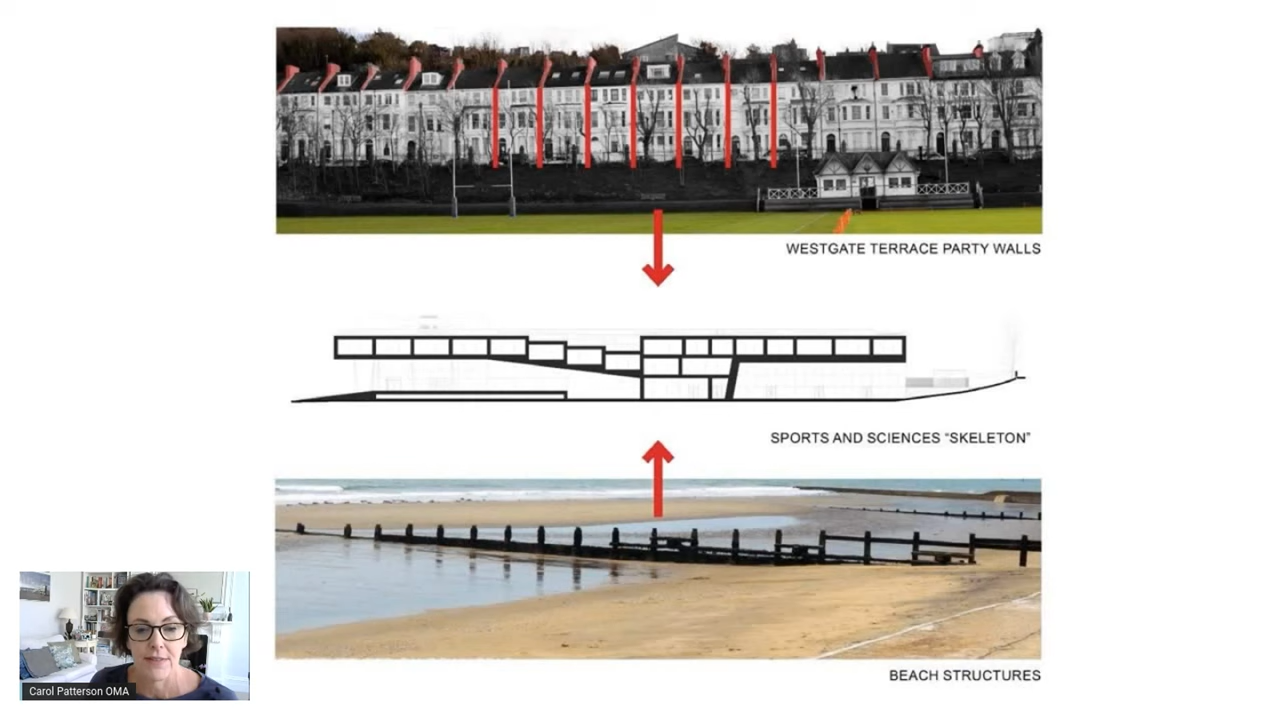 WESTGATE TERRACE PARTY WALLS
SPORTS AND SCIENCES “SKELETON”
BEACH STRUCTURES
Carol Patterson OMA